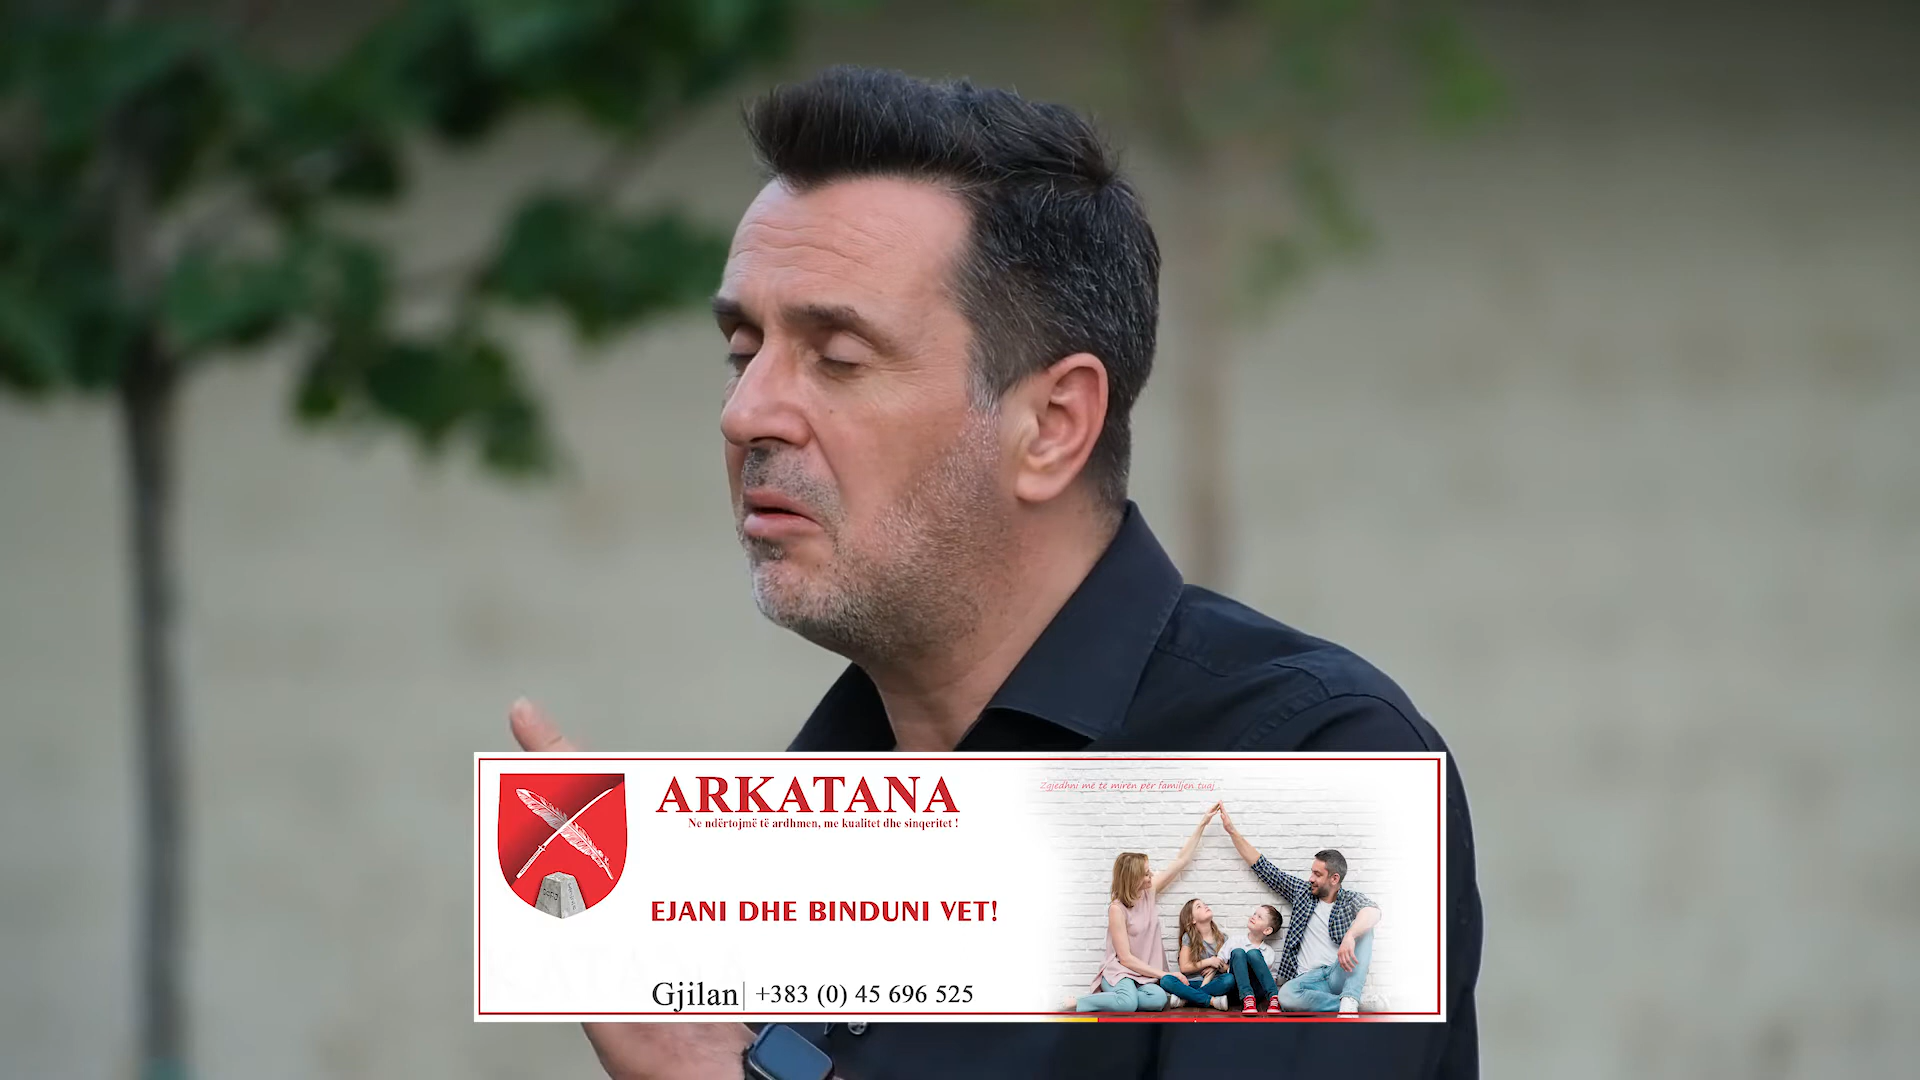 ARKATANA
Ne ndërtojmë të ardhmen, me kualitet dhe sinqeritet !
Zgjedhni më të mirën për familjen tuaj
EJANI DHE BINDUNI VET!
Gjilan| +383 (0) 45 696 525